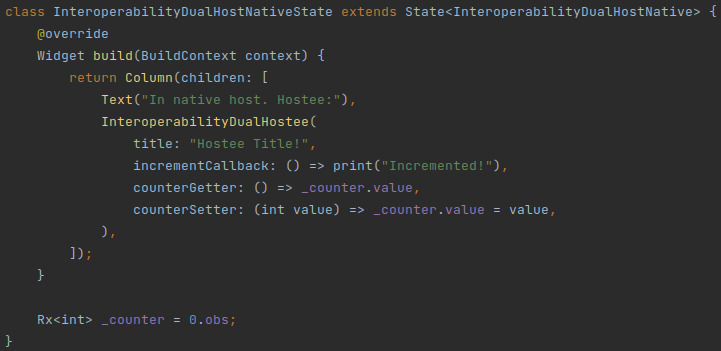 class InteroperabilityDualHostNativeState extends State<InteroperabilityDualHostNative> {
    @override
    Widget build(BuildContext context) {
        return Column(children: [
            Text("In native host. Hostee:"),
            InteroperabilityDualHostee(
                title: "Hostee Title!",
                incrementCallback: () => print("Incremented!"),
                counterGetter: () => _counter.value,
                counterSetter: (int value) => _counter.value = value,
            ),
        ]);
    }

    Rx<int> _counter = 0.obs;
}